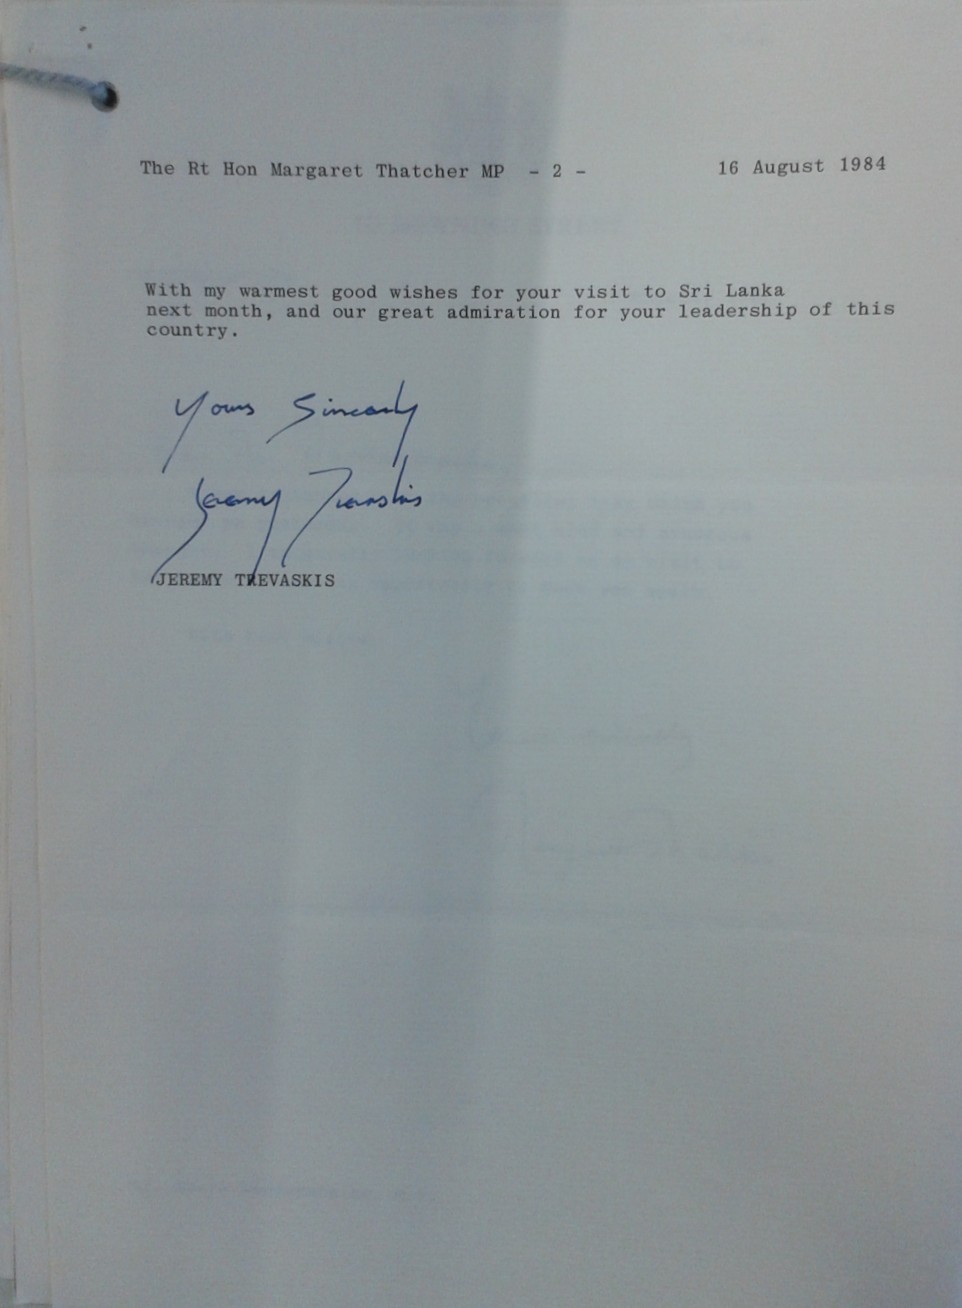 The Rt Hon Margaret Thatcher MP - 2 - 16 August 1984
With my warmest good wishes for your visit to Sri Lanka
next month, and our great admiration for your leadership of this
country.
Yours Sincerely
Jeremy Trevaskis
JEREMY TREVASKIS